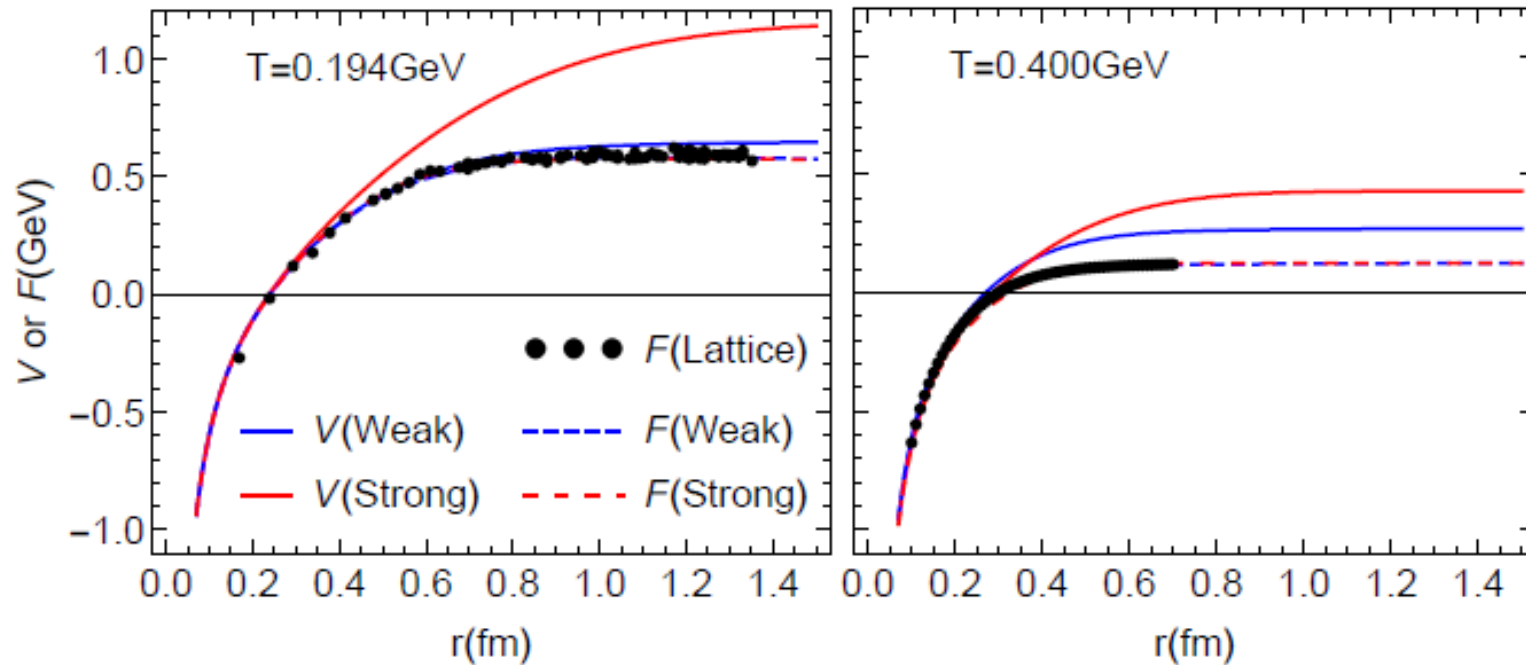 T=0.194GeV
T=0.400GeV
V or F(GeV)
1.0
0.5
0.0
−0.5
−1.0
F(Lattice)
V(Weak)
F(Weak)
V(Strong)
F(Strong)
0.0 0.2 0.4 0.6 0.8 1.0 1.2 1.4
0.0 0.2 0.4 0.6 0.8 1.0 1.2 1.4
r(fm)
r(fm)